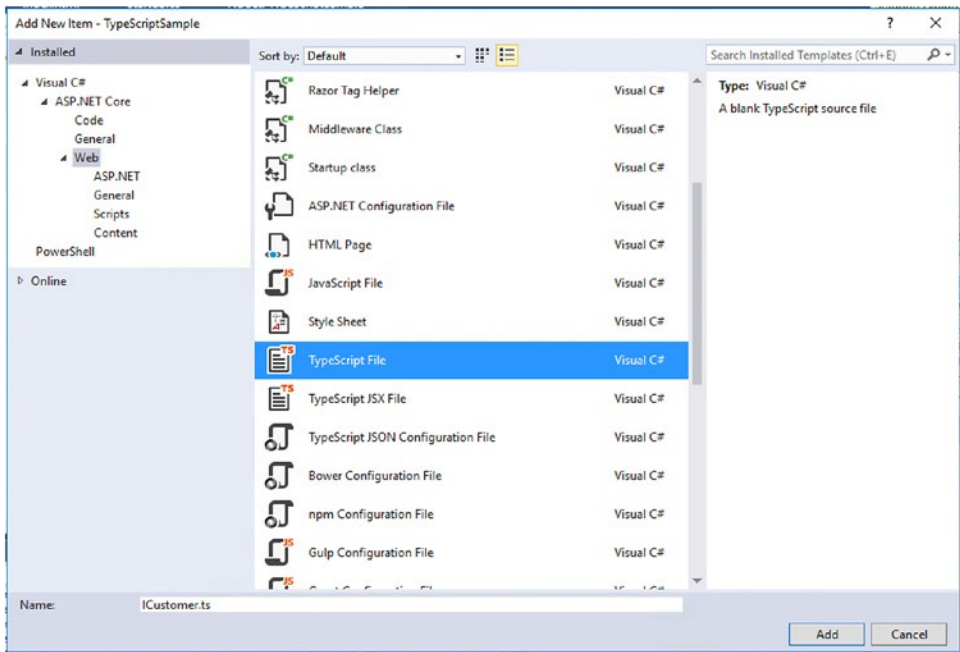 Add New Item - TypeScriptSample
? ×
Installed
Sort by: Default
Search Installed Templates (Ctrl+E)
Visual C#
ASP.NET Core
Code
General
Web
ASP.NET
General
Scripts
Content
PowerShell
Online
Razor Tag Helper Visual C#
Middleware Class Visual C#
Startup class Visual C#
ASP.NET Configuration File Visual C#
HTML Page Visual C#
JavaScript File Visual C#
Style Sheet Visual C#
TypeScript File Visual C#
TypeScript JSX File Visual C#
TypeScript JSON Configuration File Visual C#
Bower Configuration File Visual C#
npm Configuration File Visual C#
Gulp Configuration File Visual C#
Type: Visual C#
A blank TypeScript source file
Name: ICustomer.ts
Add Cancel